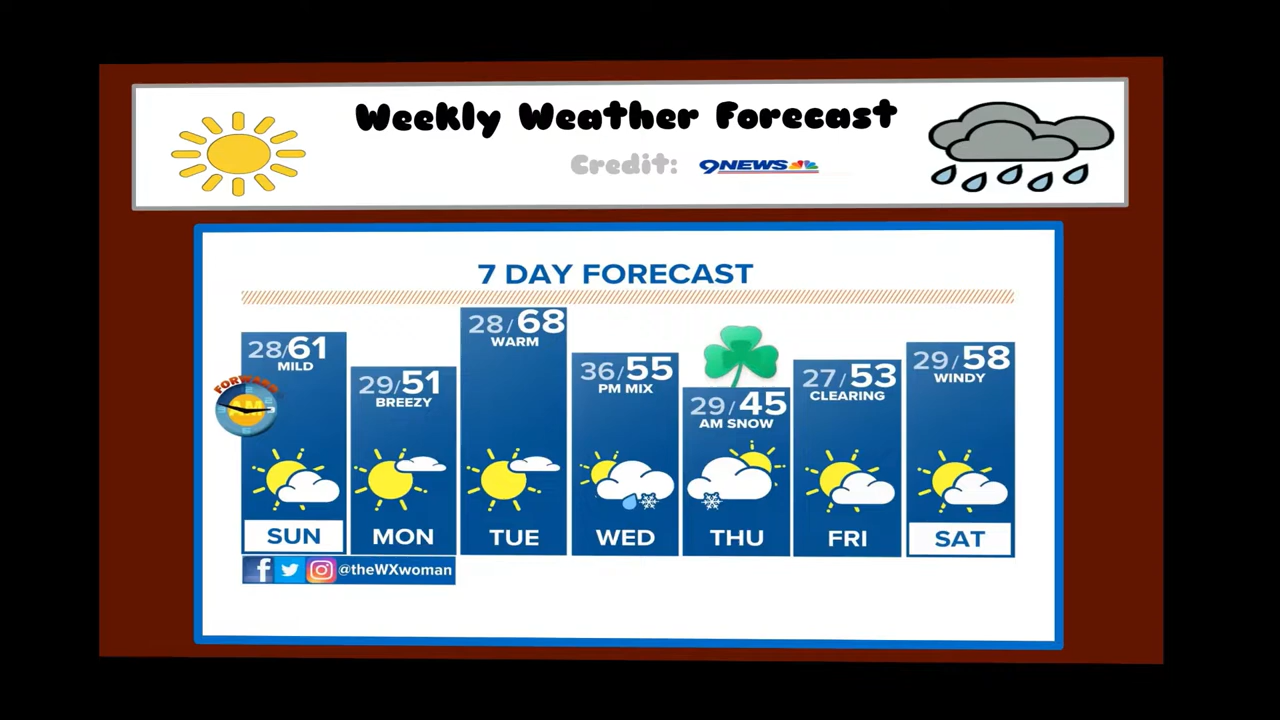 Weekly Weather Forecast
Credit: 9NEWS
7 DAY FORECAST
28/61
MILD
FORWARD
AM
SUN
29/51
BREEZY
MON
28/68
WARM
TUE
36/55
PM MIX
WED
29/45
AM SNOW
THU
27/53
CLEARING
FRI
29/58
WINDY
SAT
@theWXwoman